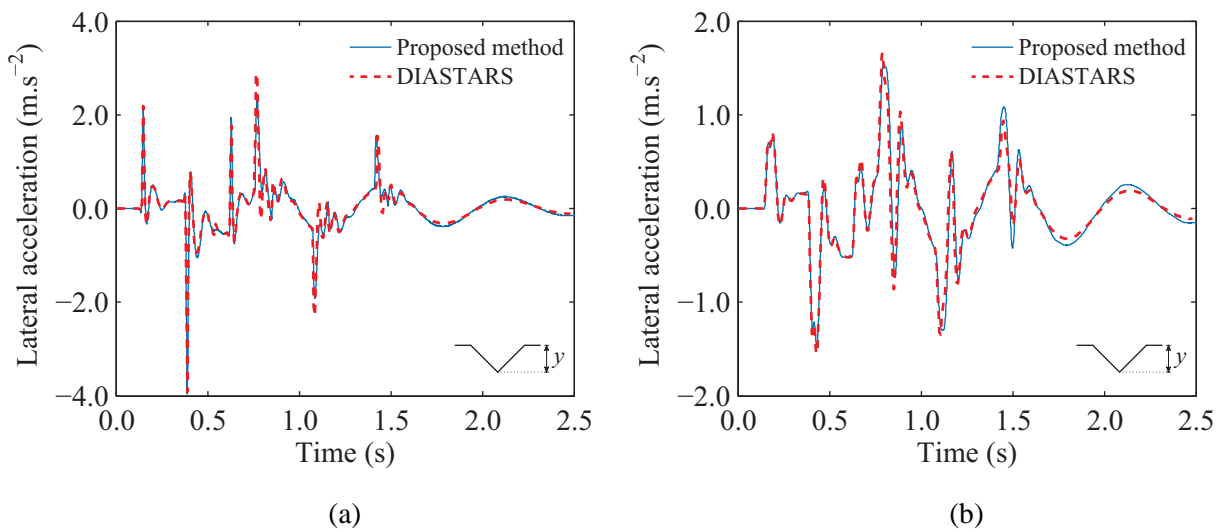 4.0
2.0
0.0
−2.0
−4.0
0.0 0.5 1.0 1.5 2.0 2.5
Lateral acceleration (m.s⁻²)
Time (s)
Proposed method
DIASTARS
y
(a)
2.0
1.0
0.0
−1.0
−2.0
0.0 0.5 1.0 1.5 2.0 2.5
Lateral acceleration (m.s⁻²)
Time (s)
Proposed method
DIASTARS
y
(b)